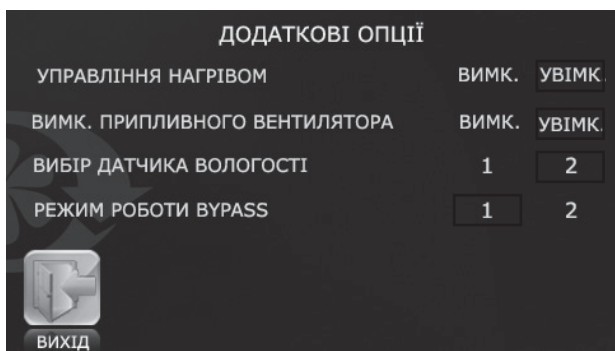 ДОДАТКОВІ ОПЦІЇ
УПРАВЛІННЯ НАГРІВОМ ВИМК. УВІМК.
ВИМК. ПРИПЛИВНОГО ВЕНТИЛЯТОРА ВИМК. УВІМК.
ВИБІР ДАТЧИКА ВОЛОГОСТІ 1 2
РЕЖИМ РОБОТИ BYPASS 1 2
ВИХІД